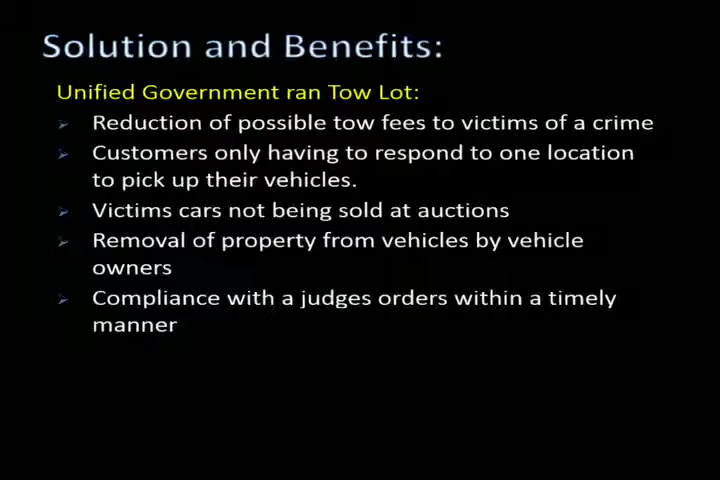 Solution and Benefits:
Unified Government ran Tow Lot:
Reduction of possible tow fees to victims of a crime
Customers only having to respond to one location
to pick up their vehicles.
Victims cars not being sold at auctions
Removal of property from vehicles by vehicle
owners
Compliance with a judges orders within a timely
manner